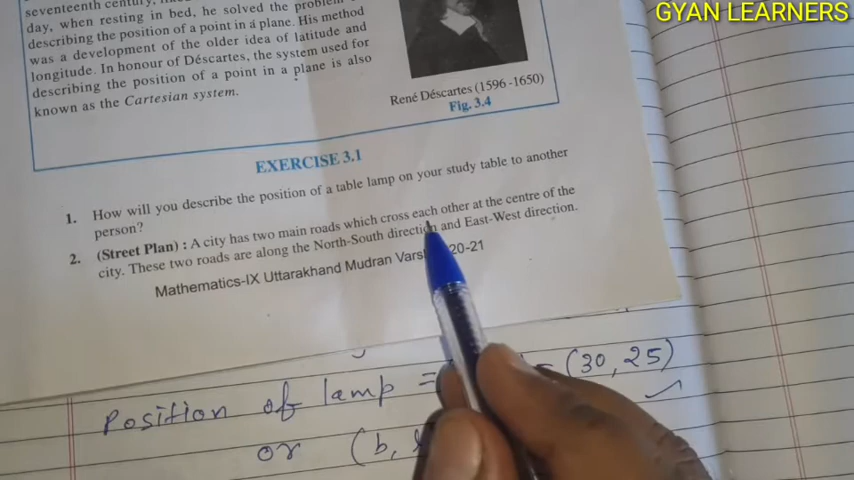 GYAN LEARNERS
seventeenth century,
day, when resting in bed, he solved the problem
describing the position of a point in a plane. His method
was a development of the older idea of latitude and
longitude. In honour of Déscartes, the system used for
describing the position of a point in a plane is also
known as the Cartesian system.
René Déscartes (1596 -1650)
Fig. 3.4
EXERCISE 3.1
1. How will you describe the position of a table lamp on your study table to another
person?
2. (Street Plan) : A city has two main roads which cross each other at the centre of the
city. These two roads are along the North-South direction and East-West direction.
Mathematics-IX Uttarakhand Mudran 20-21
Position of lamp = (30, 25)
or (b,